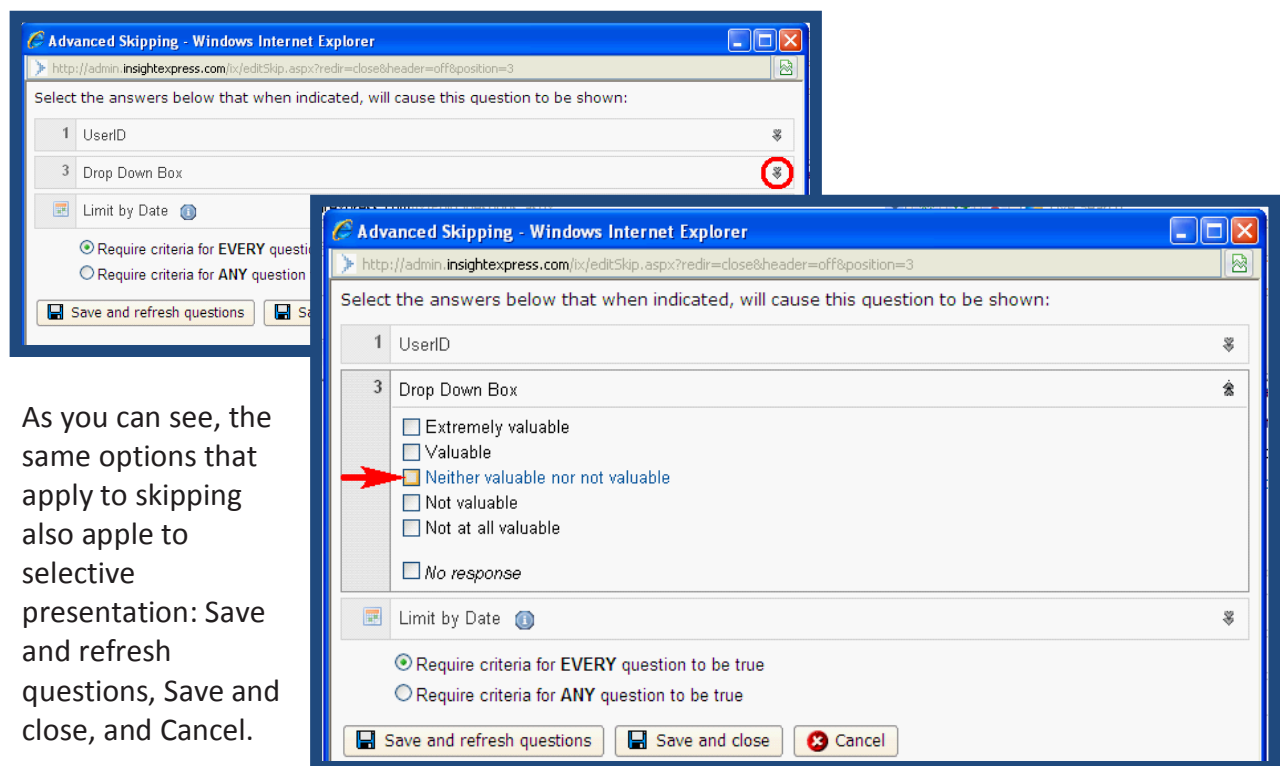 Advanced Skipping - Windows Internet Explorer
http://admin.insightexpress.com/ix/editSkip.aspx?redir=close&header=off&position=3
Select the answers below that when indicated, will cause this question to be shown:
1 UserID
3 Drop Down Box
Limit by Date
Require criteria for EVERY questi
Require criteria for ANY question
Save and refresh questions
Advanced Skipping - Windows Internet Explorer
http://admin.insightexpress.com/ix/editSkip.aspx?redir=close&header=off&position=3
Select the answers below that when indicated, will cause this question to be shown:
1 UserID
3 Drop Down Box
Extremely valuable
Valuable
Neither valuable nor not valuable
Not valuable
Not at all valuable
No response
Limit by Date
Require criteria for EVERY question to be true
Require criteria for ANY question to be true
Save and refresh questions Save and close Cancel
As you can see, the
same options that
apply to skipping
also apple to
selective
presentation: Save
and refresh
questions, Save and
close, and Cancel.